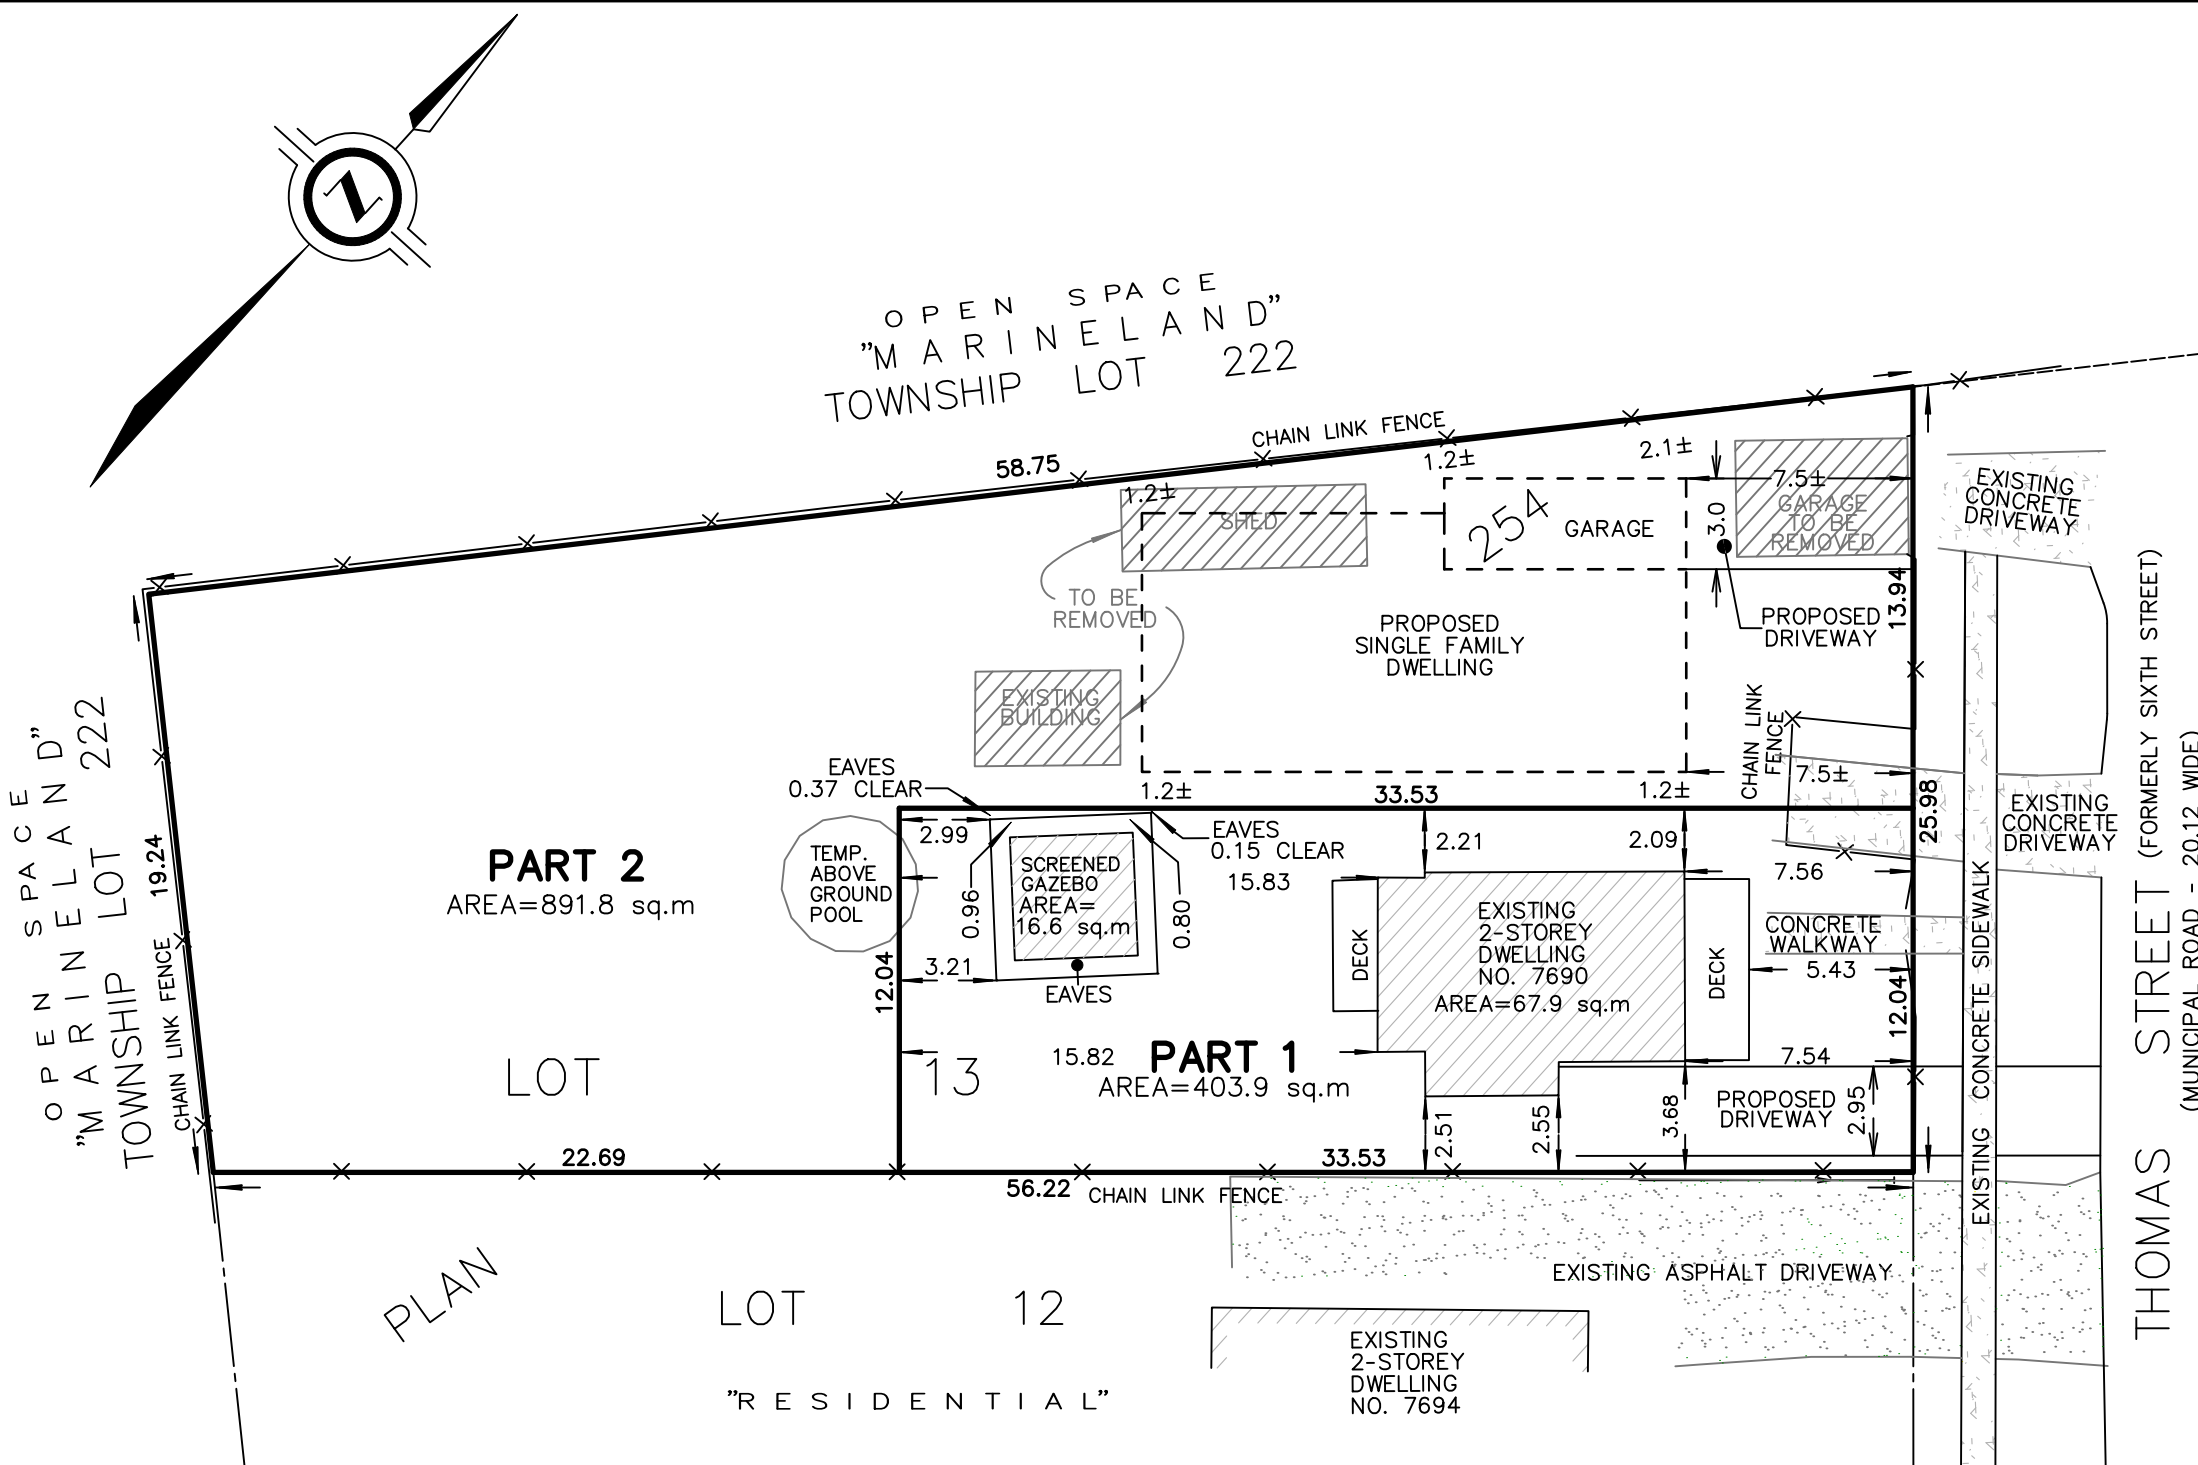 N
OPEN SPACE
"MARINELAND"
TOWNSHIP LOT 222
CHAIN LINK FENCE
58.75
1.2±
1.2±
2.1±
7.5±
SHED
254
GARAGE
3.0
GARAGE
TO BE
REMOVED
EXISTING
CONCRETE
DRIVEWAY
13.94
TO BE
REMOVED
PROPOSED
SINGLE FAMILY
DWELLING
PROPOSED
DRIVEWAY
EXISTING
BUILDING
CHAIN LINK
FENCE
7.5±
EAVES
0.37 CLEAR
1.2±
33.53
1.2±
25.98
EXISTING
CONCRETE
DRIVEWAY
OPEN SPACE
"MARINELAND"
TOWNSHIP LOT 222
19.24
CHAIN LINK FENCE
PART 2
AREA=891.8 sq.m
TEMP.
ABOVE
GROUND
POOL
2.99
0.96
SCREENED
GAZEBO
AREA=
16.6 sq.m
0.80
EAVES
0.15 CLEAR
15.83
2.21
2.09
7.56
EXISTING
2-STOREY
DWELLING
NO. 7690
AREA=67.9 sq.m
DECK
DECK
CONCRETE
WALKWAY
5.43
12.04
3.21
EAVES
12.04
7.54
15.82
PART 1
AREA=403.9 sq.m
LOT 13
2.51
2.55
3.68
PROPOSED
DRIVEWAY
2.95
22.69
33.53
56.22
CHAIN LINK FENCE
EXISTING CONCRETE SIDEWALK
THOMAS STREET (FORMERLY SIXTH STREET)
(MUNICIPAL ROAD - 20.12 WIDE)
EXISTING ASPHALT DRIVEWAY
PLAN
LOT 12
EXISTING
2-STOREY
DWELLING
NO. 7694
"RESIDENTIAL"